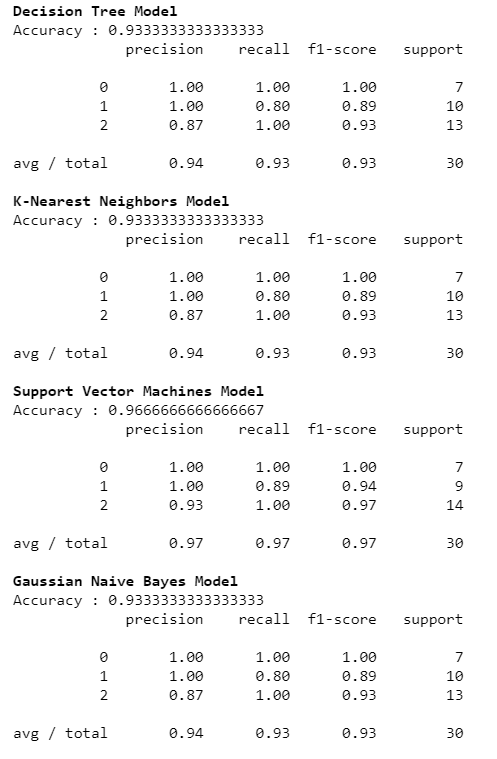 Decision Tree Model
Accuracy : 0.9333333333333333
precision recall f1-score support
0 1.00 1.00 1.00 7
1 1.00 0.80 0.89 10
2 0.87 1.00 0.93 13
avg / total 0.94 0.93 0.93 30
K-Nearest Neighbors Model
Accuracy : 0.9333333333333333
precision recall f1-score support
0 1.00 1.00 1.00 7
1 1.00 0.80 0.89 10
2 0.87 1.00 0.93 13
avg / total 0.94 0.93 0.93 30
Support Vector Machines Model
Accuracy : 0.9666666666666667
precision recall f1-score support
0 1.00 1.00 1.00 7
1 1.00 0.89 0.94 9
2 0.93 1.00 0.97 14
avg / total 0.97 0.97 0.97 30
Gaussian Naive Bayes Model
Accuracy : 0.9333333333333333
precision recall f1-score support
0 1.00 1.00 1.00 7
1 1.00 0.80 0.89 10
2 0.87 1.00 0.93 13
avg / total 0.94 0.93 0.93 30